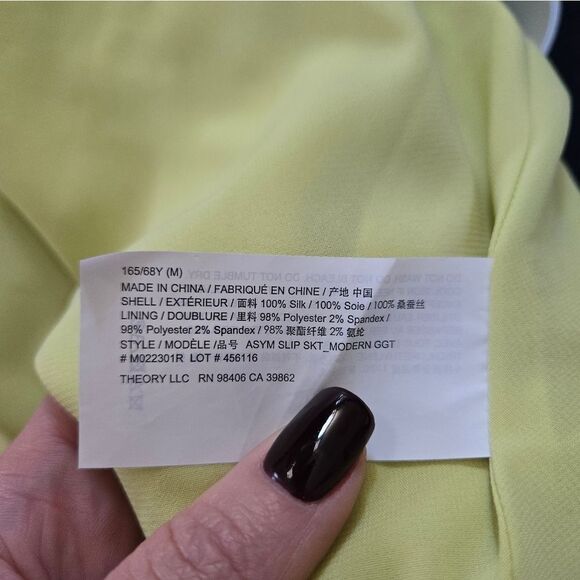 165/68Y (M)
MADE IN CHINA / FABRIQUÉ EN CHINE / 产地 中国
SHELL / EXTÉRIEUR / 面料 100% Silk / 100% Soie / 100% 桑蚕丝
LINING / DOUBLURE / 里料 98% Polyester 2% Spandex /
98% Polyester 2% Spandex / 98% 聚酯纤维 2% 氨纶
STYLE / MODÈLE / 品号 ASYM SLIP SKT_MODERN GGT
# M022301R LOT # 456116
THEORY LLC RN 98406 CA 39862